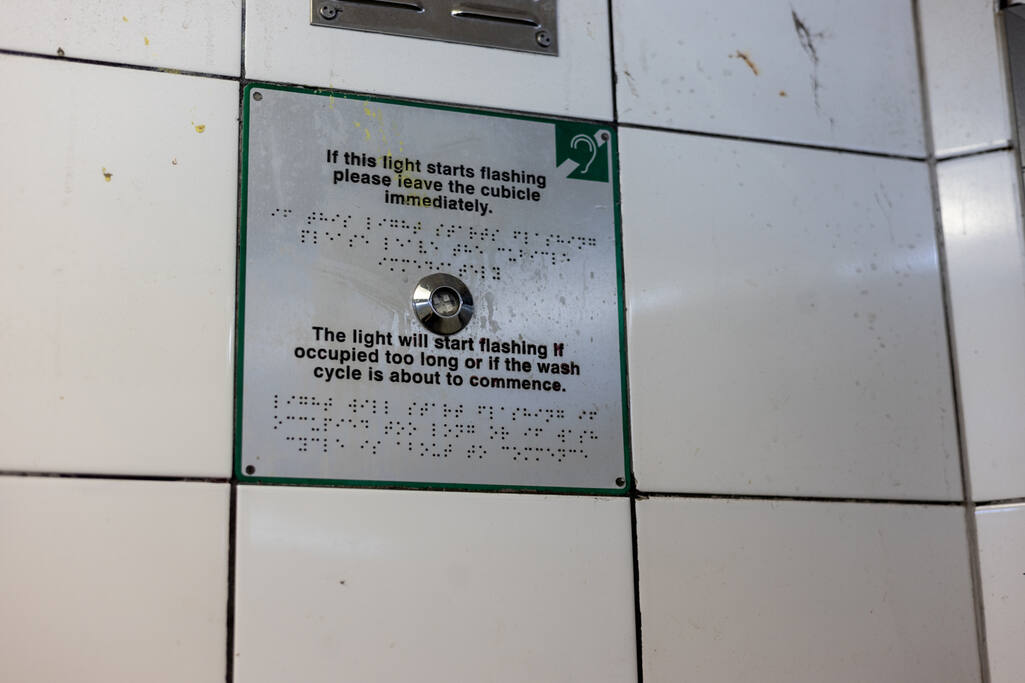 If this light starts flashing
please leave the cubicle
immediately.
The light will start flashing if
occupied too long or if the wash
cycle is about to commence.